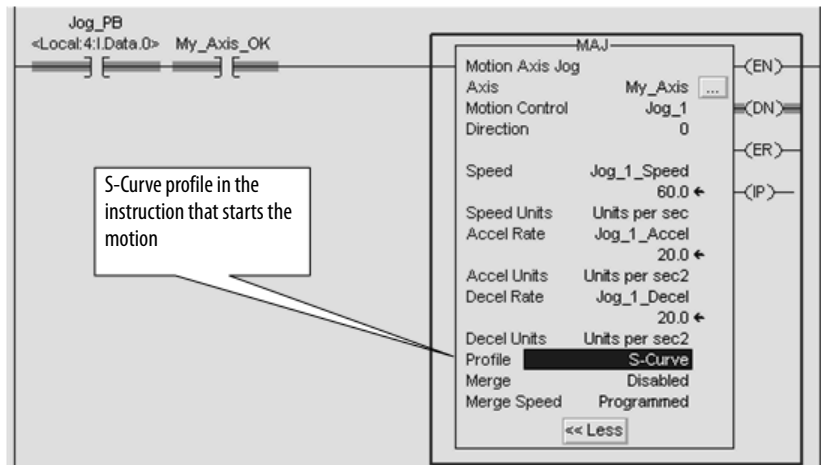 Jog_PB
<Local:4:I.Data.0> My_Axis_OK
MAJ
Motion Axis Jog
Axis My_Axis ...
Motion Control Jog_1
Direction 0
Speed Jog_1_Speed
60.0 ←
Speed Units Units per sec
Accel Rate Jog_1_Accel
20.0 ←
Accel Units Units per sec2
Decel Rate Jog_1_Decel
20.0 ←
Decel Units Units per sec2
Profile S-Curve
Merge Disabled
Merge Speed Programmed
<< Less
(EN)
(DN)
(ER)
(IP)
S-Curve profile in the
instruction that starts the
motion